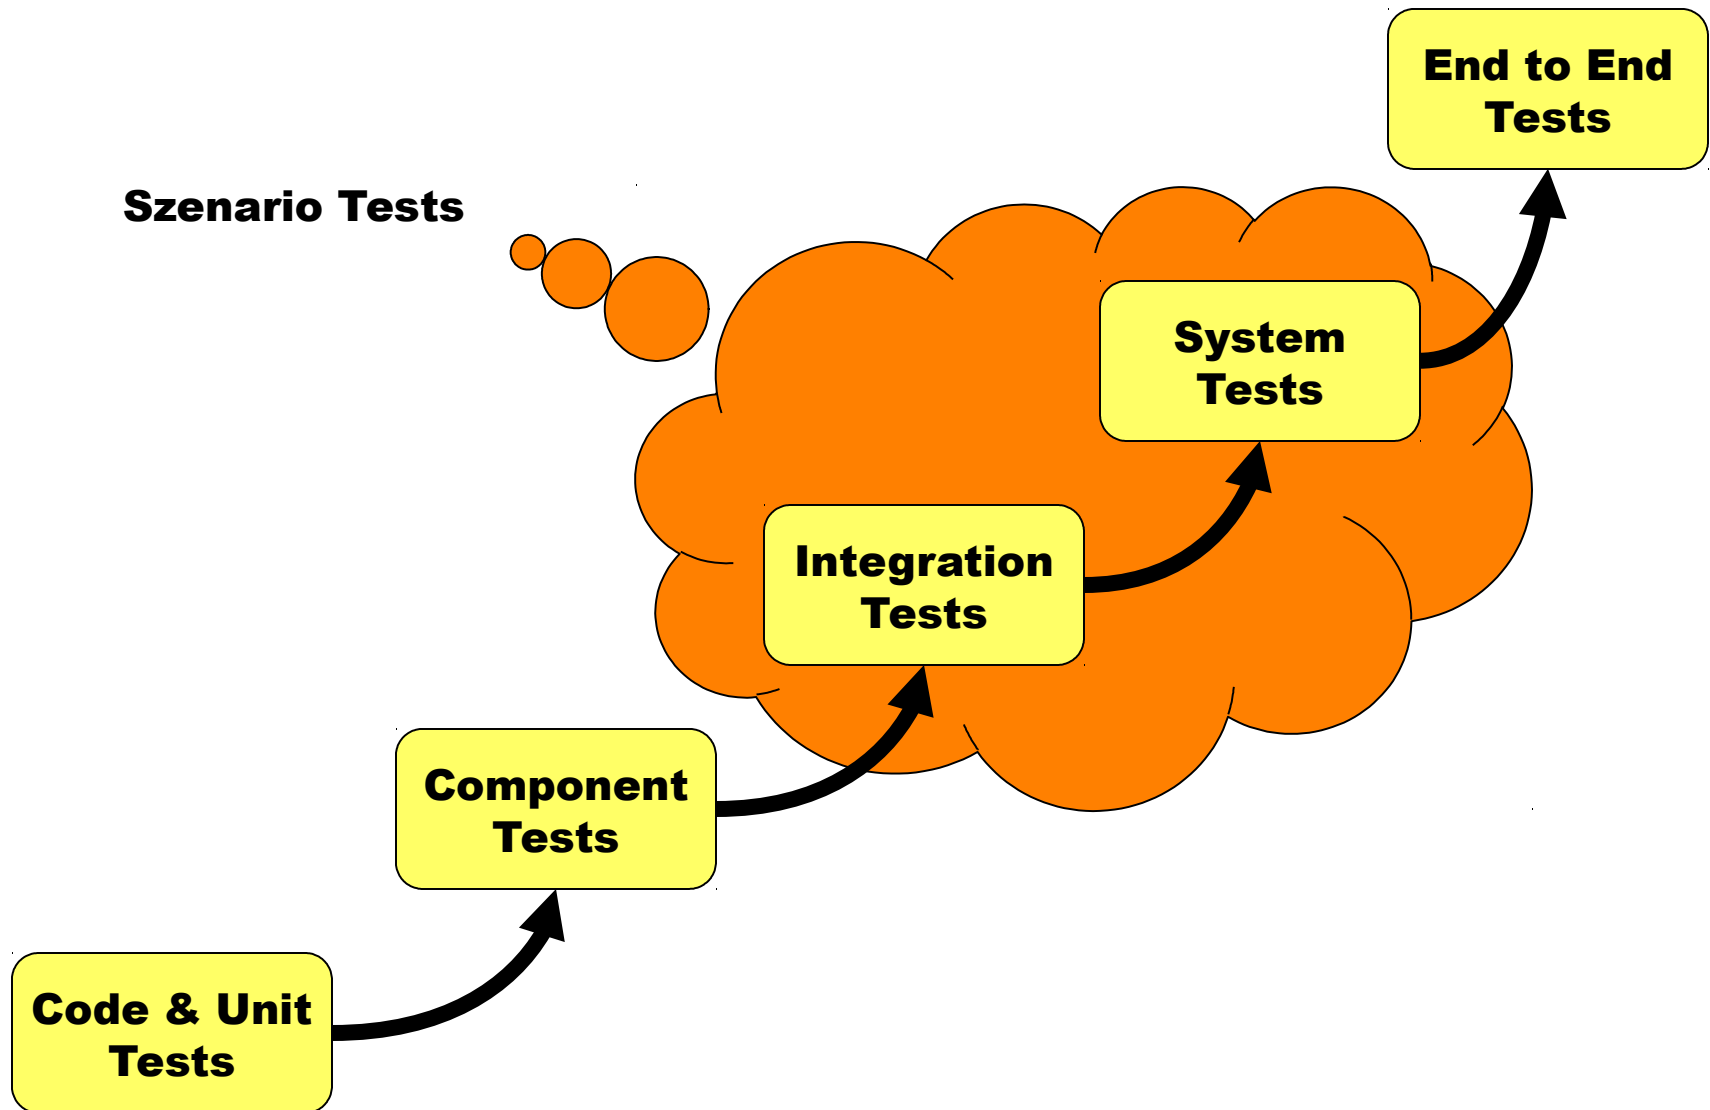 End to End
Tests
Szenario Tests
System
Tests
Integration
Tests
Component
Tests
Code & Unit
Tests